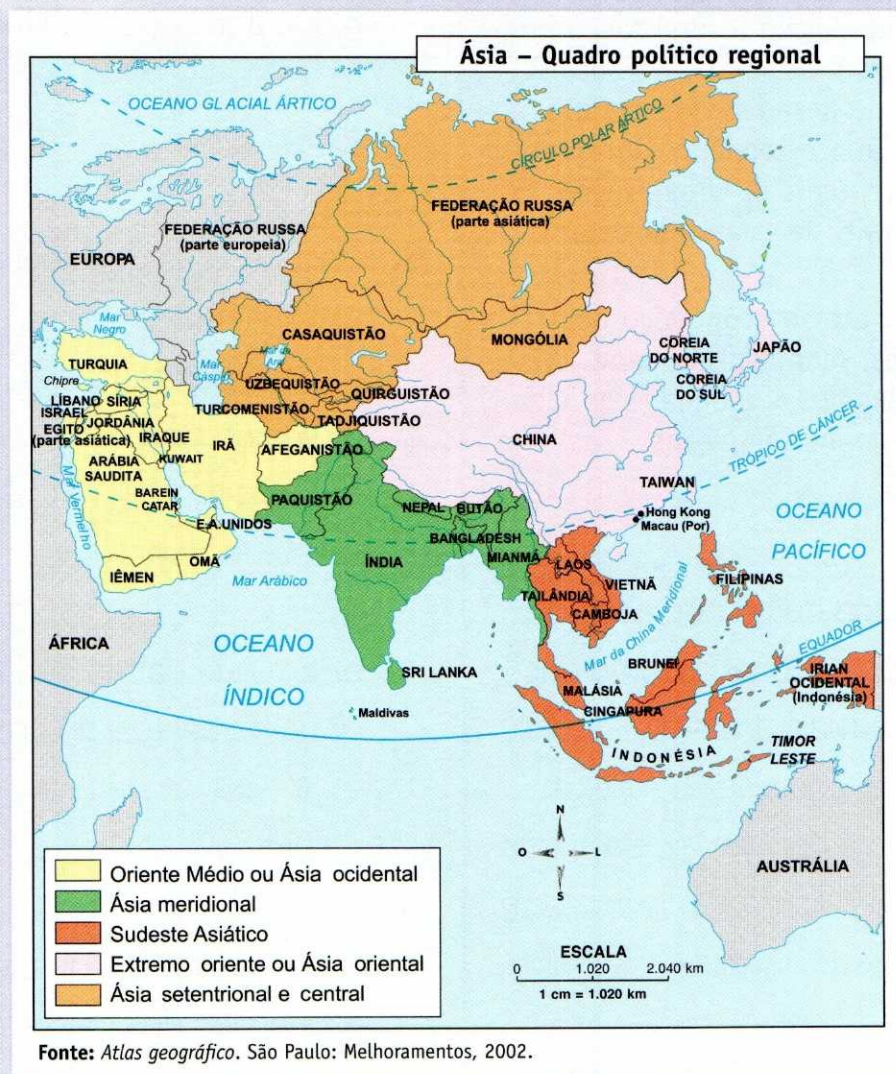 Ásia – Quadro político regional
OCEANO GLACIAL ÁRTICO
CÍRCULO POLAR ÁRTICO
FEDERAÇÃO RUSSA
(parte asiática)
FEDERAÇÃO RUSSA
(parte europeia)
EUROPA
Mar
Negro
CASAQUISTÃO
MONGÓLIA
Mar
Cáspio
Mar de
Aral
COREIA
DO NORTE
JAPÃO
TURQUIA
UZBEQUISTÃO
QUIRGUISTÃO
COREIA
DO SUL
Chipre
LÍBANO
SÍRIA
TURCOMENISTÃO
TADJIQUISTÃO
ISRAEL
JORDÂNIA
EGITO
(parte asiática)
IRAQUE
IRÃ
AFEGANISTÃO
CHINA
KUWAIT
TRÓPICO DE CÂNCER
ARÁBIA
SAUDITA
Mar Vermelho
BAREIN
CATAR
PAQUISTÃO
NEPAL
BUTÃO
TAIWAN
Hong Kong
Macau (Por)
OCEANO
PACÍFICO
E.A.UNIDOS
BANGLADESH
MIANMÁ
ÍNDIA
LAOS
IÊMEN
OMÃ
Mar Arábico
TAILÂNDIA
VIETNÃ
FILIPINAS
CAMBOJA
Mar da China Meridional
ÁFRICA
OCEANO
ÍNDICO
SRI LANKA
Maldivas
BRUNEI
EQUADOR
MALÁSIA
CINGAPURA
IRIAN
OCIDENTAL
(Indonésia)
INDONÉSIA
TIMOR
LESTE
AUSTRÁLIA
N
O
L
S
Oriente Médio ou Ásia ocidental
Ásia meridional
Sudeste Asiático
Extremo oriente ou Ásia oriental
Ásia setentrional e central
ESCALA
0 1.020 2.040 km
1 cm = 1.020 km
Fonte: Atlas geográfico. São Paulo: Melhoramentos, 2002.